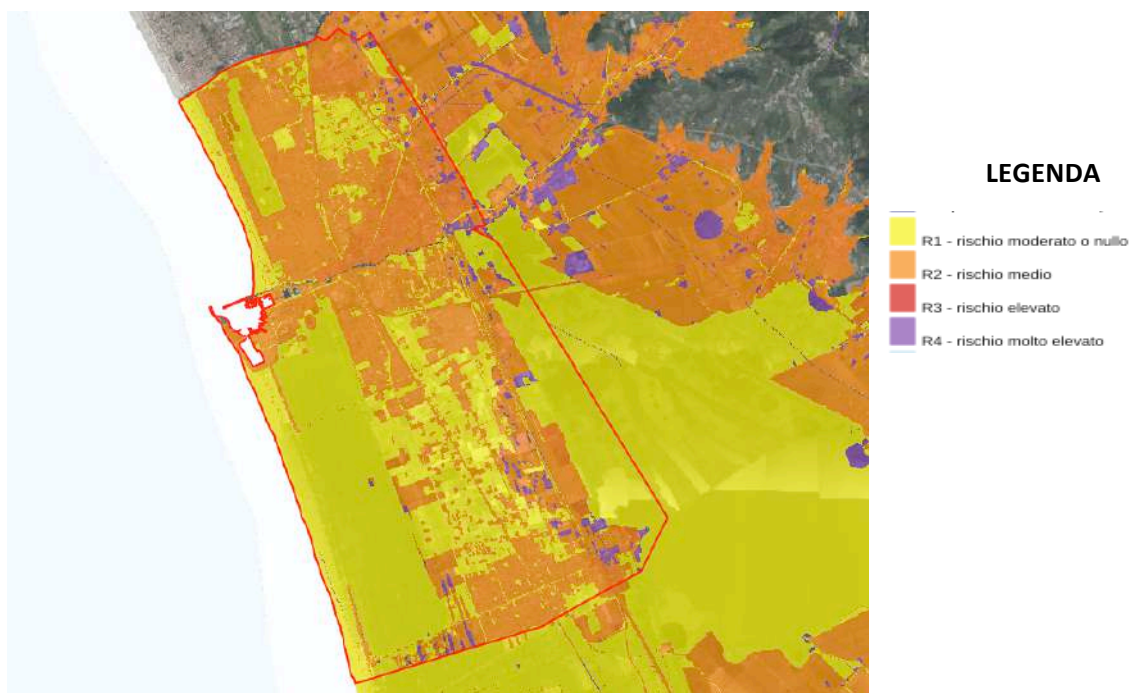 LEGENDA
R1 - rischio moderato o nullo
R2 - rischio medio
R3 - rischio elevato
R4 - rischio molto elevato